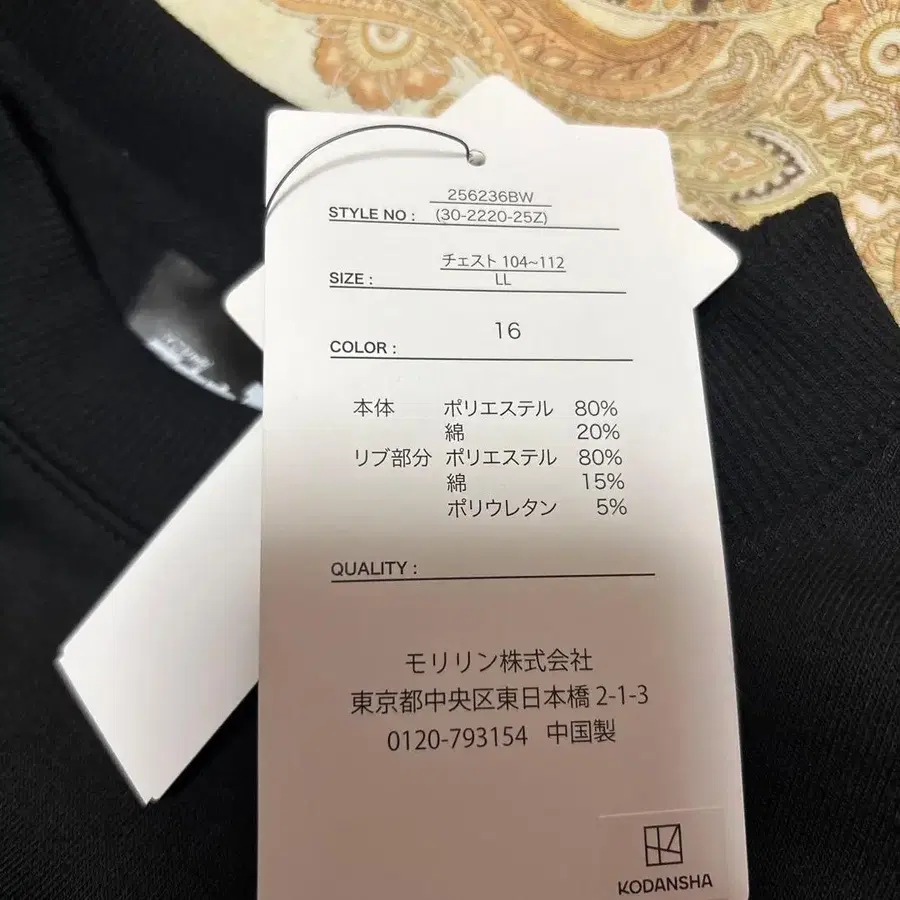 256236BW
STYLE NO : (30-2220-25Z)
チェスト 104~112
SIZE : LL
16
COLOR :
本体 ポリエステル 80%
綿 20%
リブ部分 ポリエステル 80%
綿 15%
ポリウレタン 5%
QUALITY :
モリリン株式会社
東京都中央区東日本橋 2-1-3
0120-793154 中国製
KODANSHA